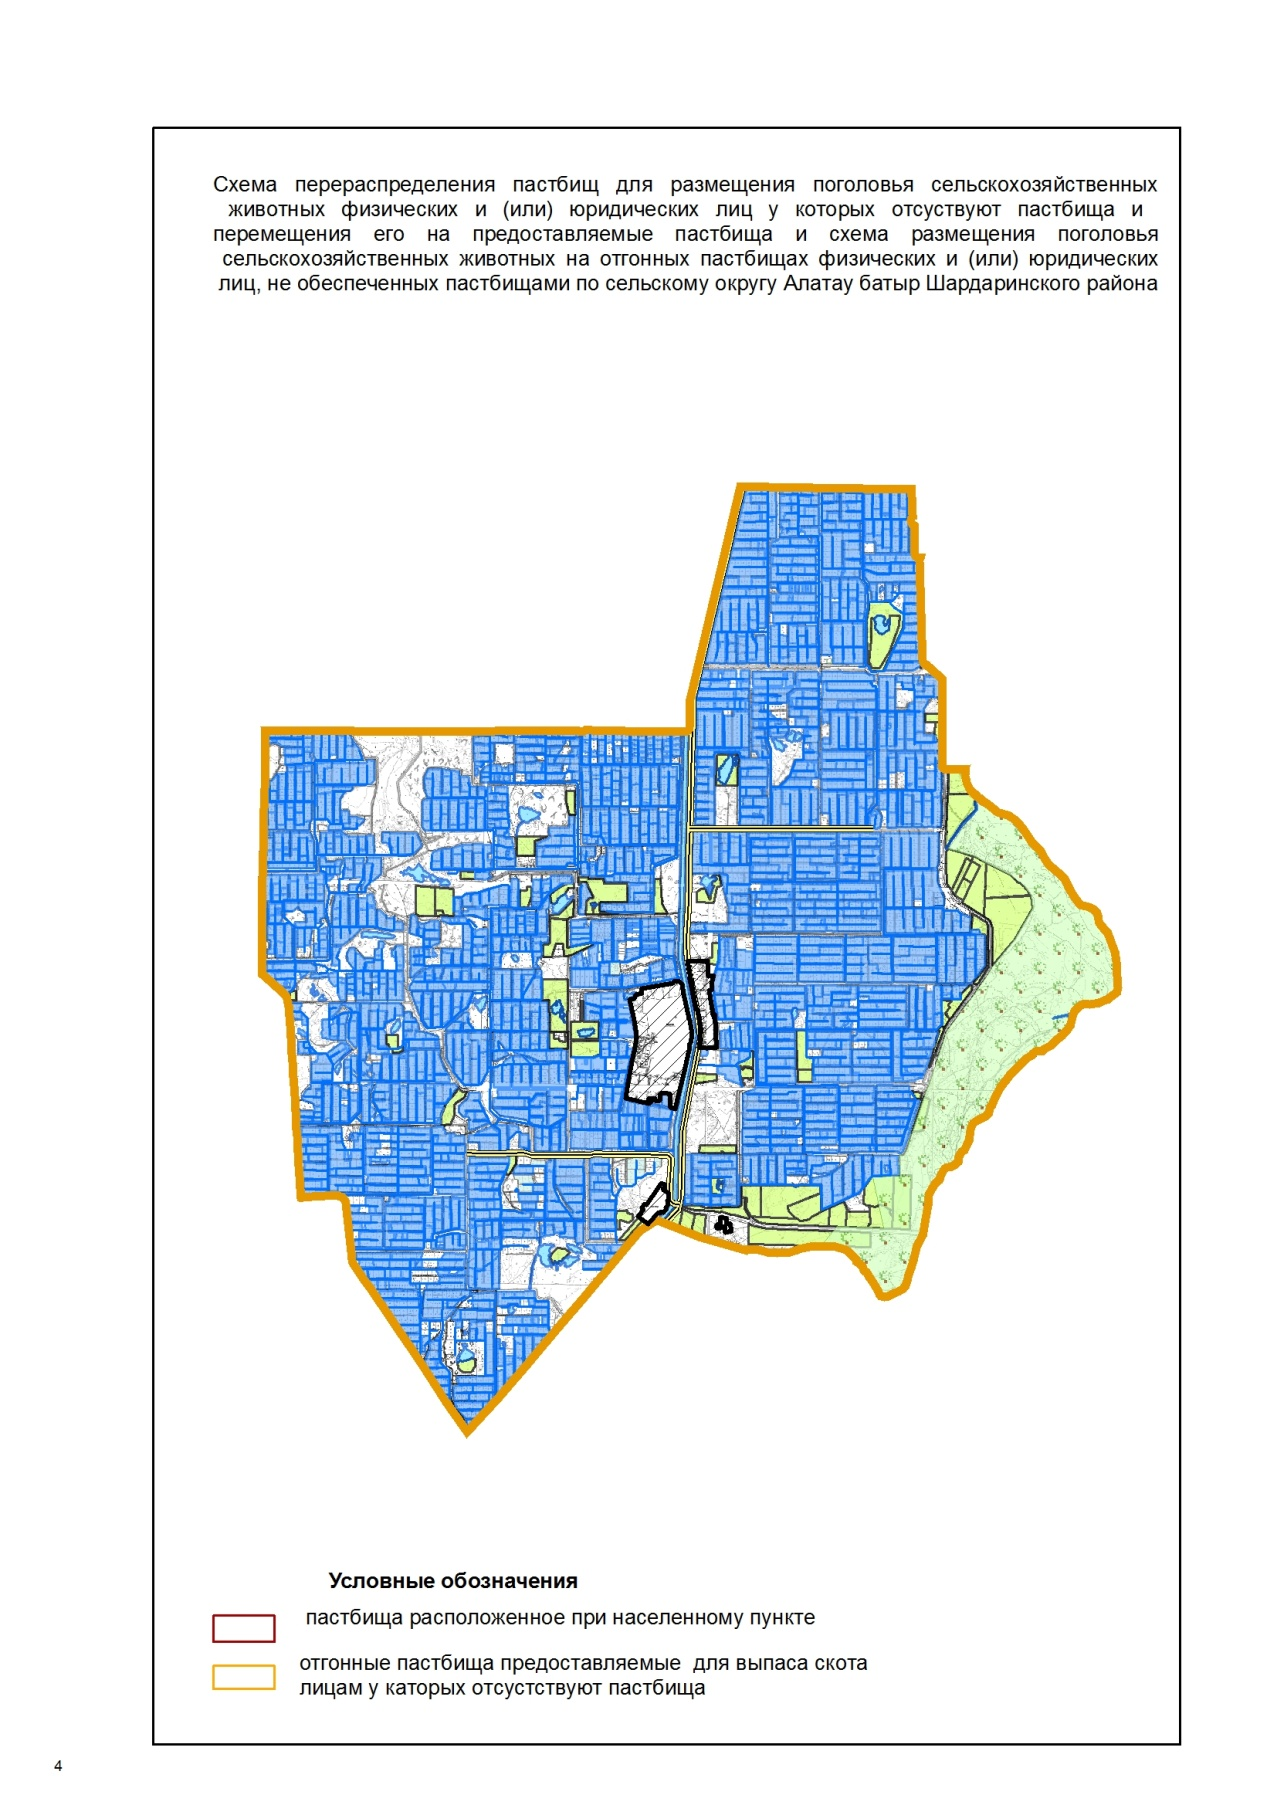 Схема перераспределения пастбищ для размещения поголовья сельскохозяйственных
животных физических и (или) юридических лиц у которых отсуствуют пастбища и
перемещения его на предоставляемые пастбища и схема размещения поголовья
сельскохозяйственных животных на отгонных пастбищах физических и (или) юридических
лиц, не обеспеченных пастбищами по сельскому округу Алатау батыр Шардаринского района
Условные обозначения
пастбища расположенное при населенному пункте
отгонные пастбища предоставляемые для выпаса скота
лицам у каторых отсустствуют пастбища
4